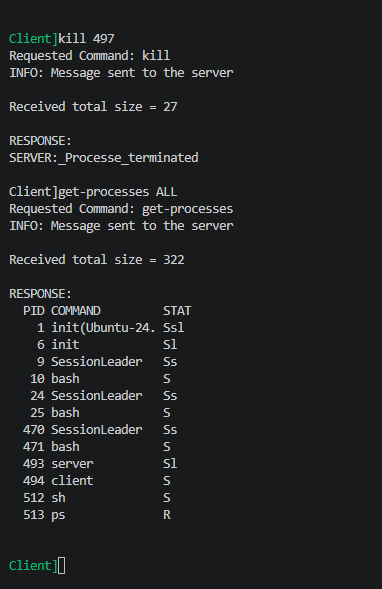 Client]kill 497
Requested Command: kill
INFO: Message sent to the server
Received total size = 27
RESPONSE:
SERVER:_Processe_terminated
Client]get-processes ALL
Requested Command: get-processes
INFO: Message sent to the server
Received total size = 322
RESPONSE:
PID COMMAND         STAT
1 init(Ubuntu-24. Ssl
6 init            Sl
9 SessionLeader   Ss
10 bash            S
24 SessionLeader   Ss
25 bash            S
470 SessionLeader   Ss
471 bash            S
493 server          Sl
494 client          S
512 sh              S
513 ps              R
Client]